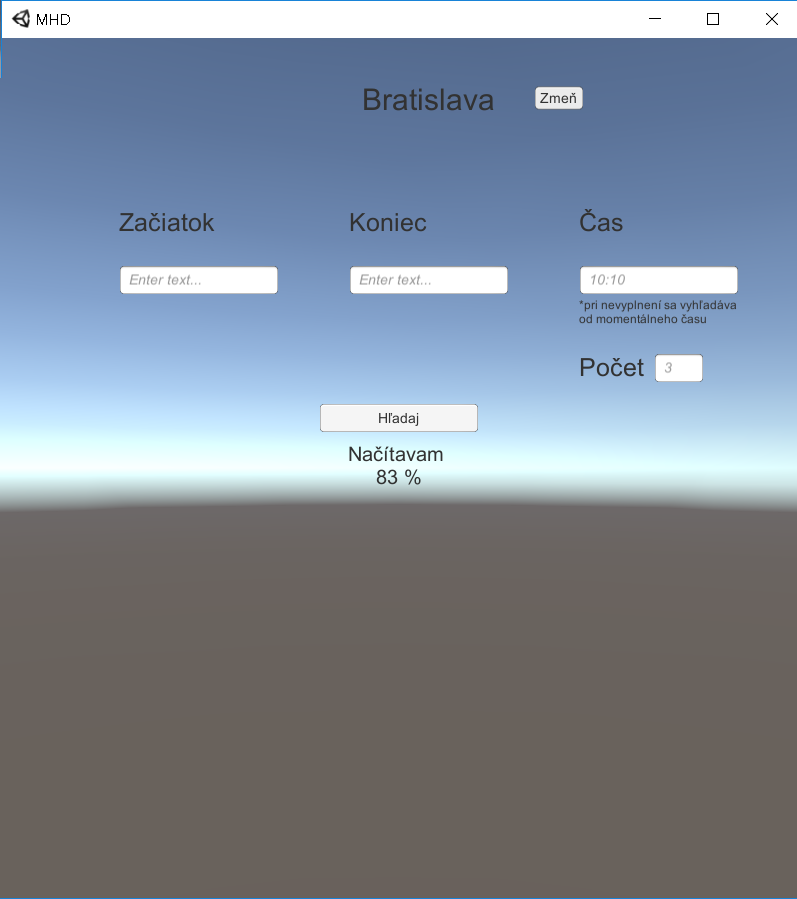 MHD
Bratislava
Zmeň
Začiatok
Koniec
Čas
Enter text...
Enter text...
10:10
*pri nevyplnení sa vyhľadáva
od momentálneho času
Počet
3
Hľadaj
Načítavam
83 %